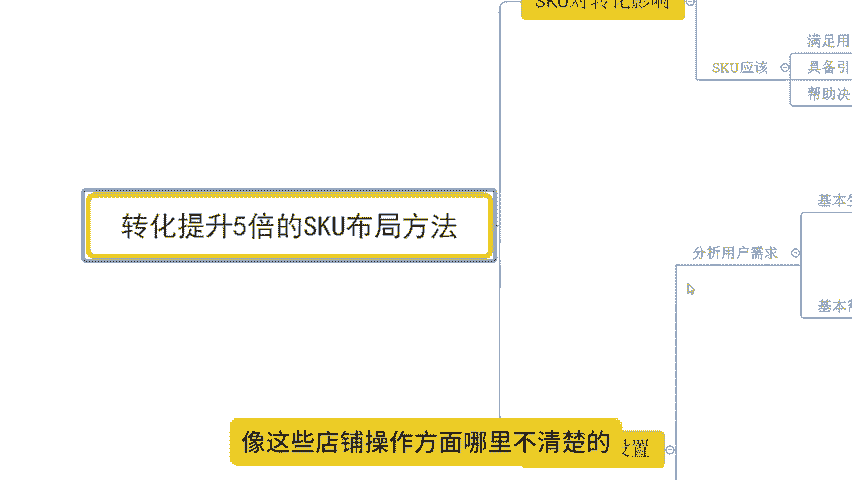 SKU对转化影响
满足用
SKU应该
具备引
帮助决
基本
转化提升5倍的SKU布局方法
分析用户需求
基本
像这些店铺操作方面哪里不清楚的
置